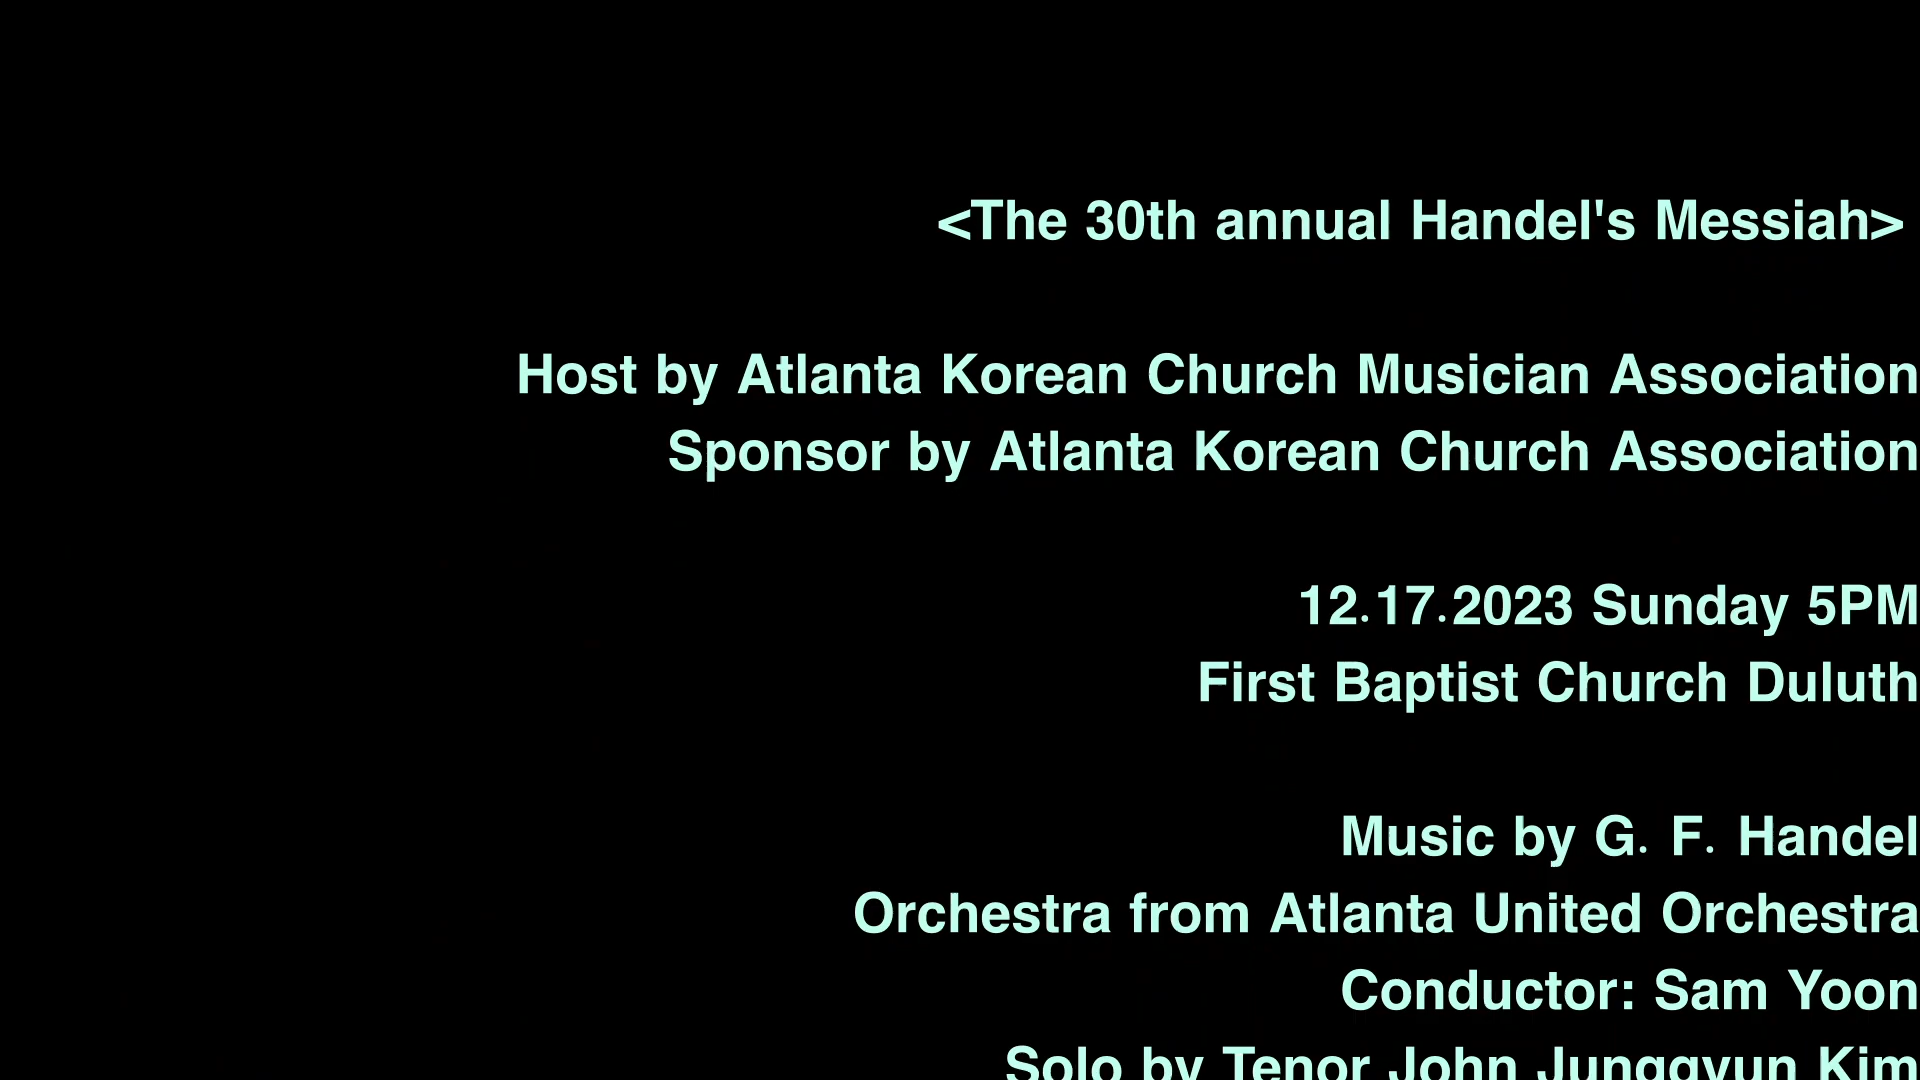 <The 30th annual Handel's Messiah>
Host by Atlanta Korean Church Musician Association
Sponsor by Atlanta Korean Church Association
12.17.2023 Sunday 5PM
First Baptist Church Duluth
Music by G. F. Handel
Orchestra from Atlanta United Orchestra
Conductor: Sam Yoon
Solo by Tenor John Junggyun Kim